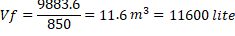 Vf = 9883.6 / 850 = 11.6 m³ = 11600 lite